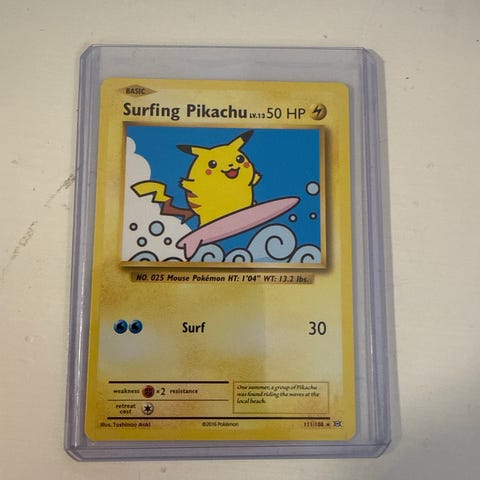 BASIC
Surfing Pikachu LV.13 50 HP
NO. 025 Mouse Pokémon HT: 1'04" WT: 13.2 lbs.
Surf 30
weakness ×2 resistance
retreat cost
One summer, a group of Pikachu
was found riding the waves at the
local beach.
Illus. Toshinao Aoki ©2016 Pokémon 111/108